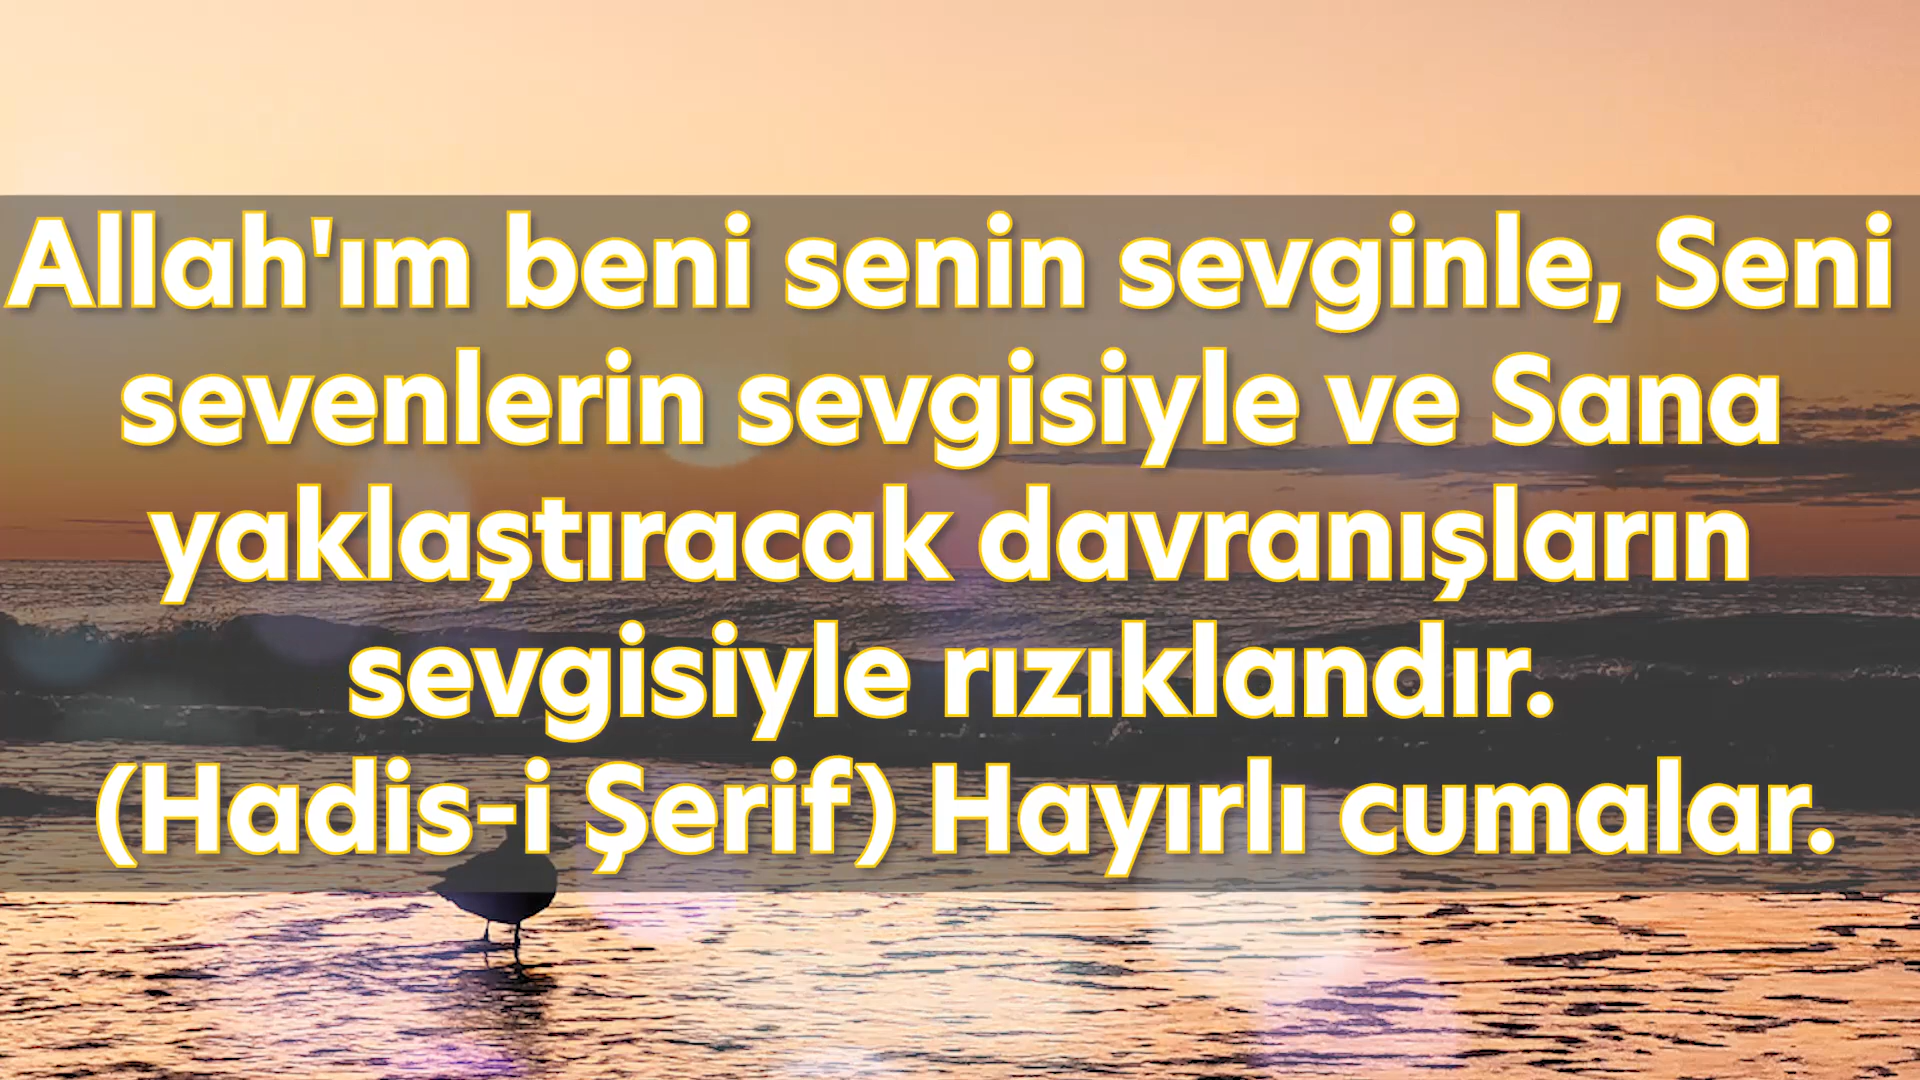 Allah'ım beni senin sevginle, Seni
sevenlerin sevgisiyle ve Sana
yaklaştıracak davranışların
sevgisiyle rızıklandır.
(Hadis-i Şerif) Hayırlı cumalar.